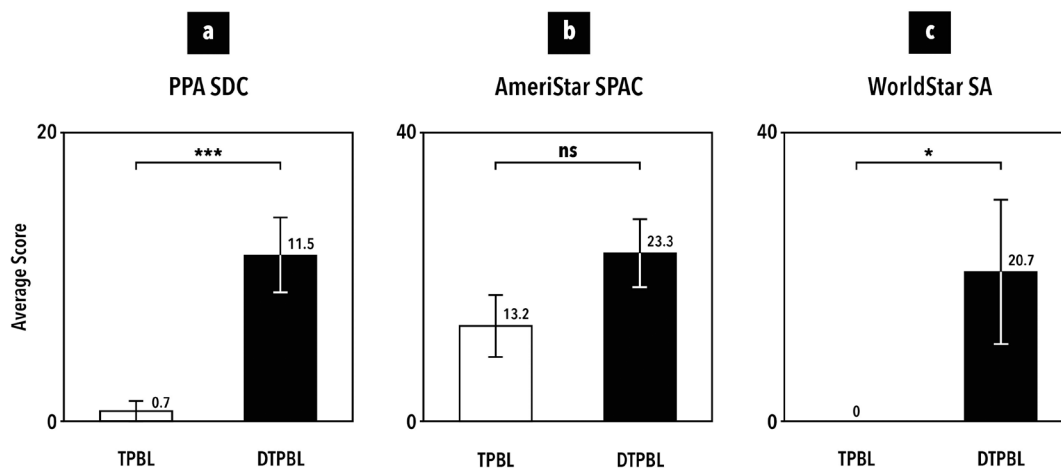 a
PPA SDC
20
***
11.5
0.7
0
TPBL
DTPBL
Average Score
b
AmeriStar SPAC
40
ns
23.3
13.2
0
TPBL
DTPBL
c
WorldStar SA
40
*
20.7
0
0
TPBL
DTPBL